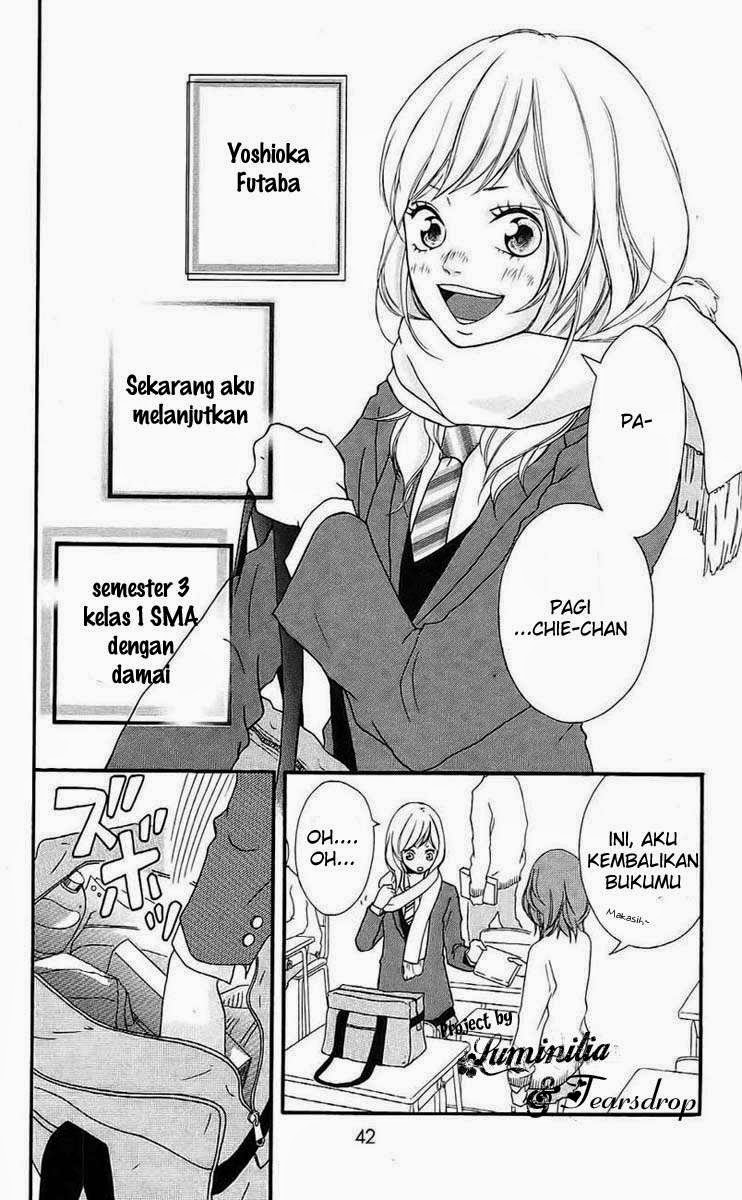 Yoshioka
Futaba
Sekarang aku
melanjutkan
semester 3
kelas 1 SMA
dengan
damai
PA-
PAGI
...CHIE-CHAN
INI, AKU
KEMBALIKAN
BUKUMU
Makasih~
OH....
OH...
ズボッ
Project by
Luminilia
& Tearsdrop
42